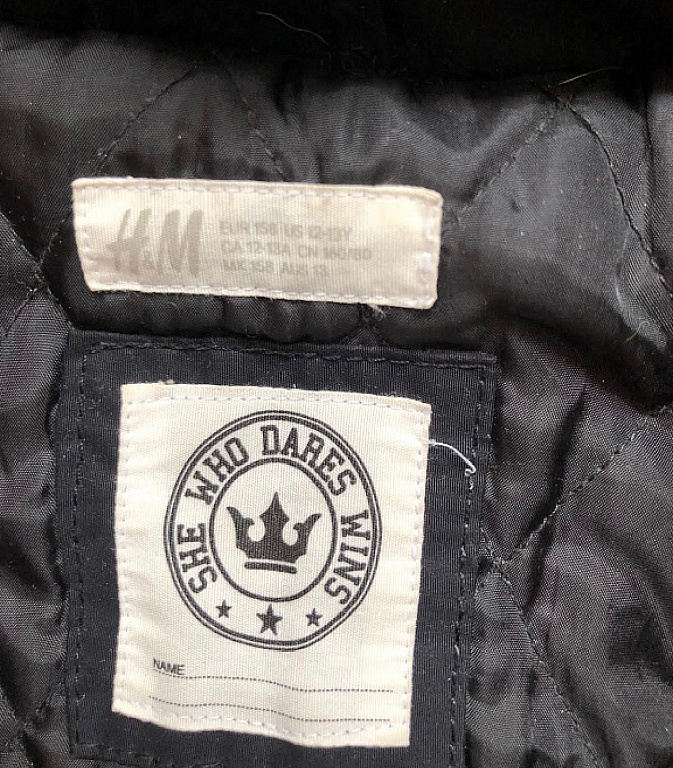 H&M
EUR 158 US 12-13Y
CA 12-13A CN 160/80
MX 158 AUS 13
SHE WHO DARES WINS
NAME